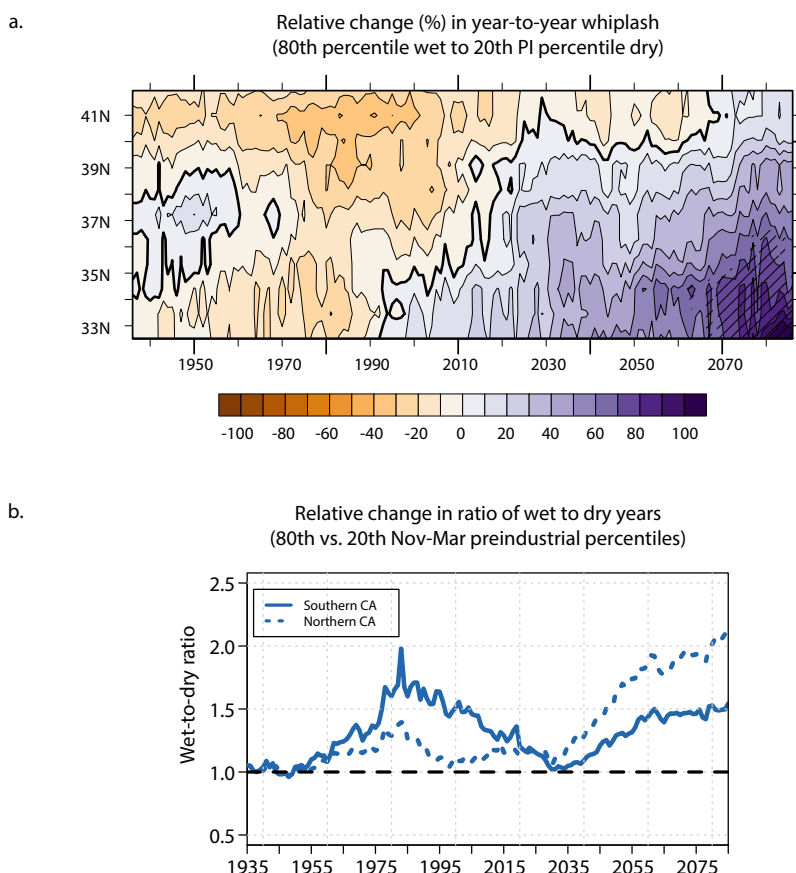 a.
Relative change (%) in year-to-year whiplash
(80th percentile wet to 20th PI percentile dry)
41N
39N
37N
35N
33N
1950 1970 1990 2010 2030 2050 2070
-100 -80 -60 -40 -20 0 20 40 60 80 100
b.
Relative change in ratio of wet to dry years
(80th vs. 20th Nov-Mar preindustrial percentiles)
Wet-to-dry ratio
2.5
2.0
1.5
1.0
0.5
Southern CA
Northern CA
1935 1955 1975 1995 2015 2035 2055 2075